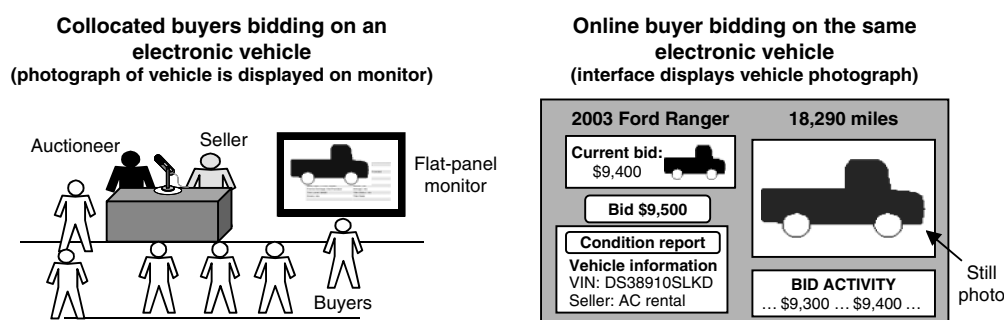 Collocated buyers bidding on an
electronic vehicle
(photograph of vehicle is displayed on monitor)
Auctioneer
Seller
Flat-panel
monitor
Buyers
Online buyer bidding on the same
electronic vehicle
(interface displays vehicle photograph)
2003 Ford Ranger
18,290 miles
Current bid:
$9,400
Bid $9,500
Condition report
Vehicle information
VIN: DS38910SLKD
Seller: AC rental
BID ACTIVITY
... $9,300 ... $9,400 ...
Still
photo